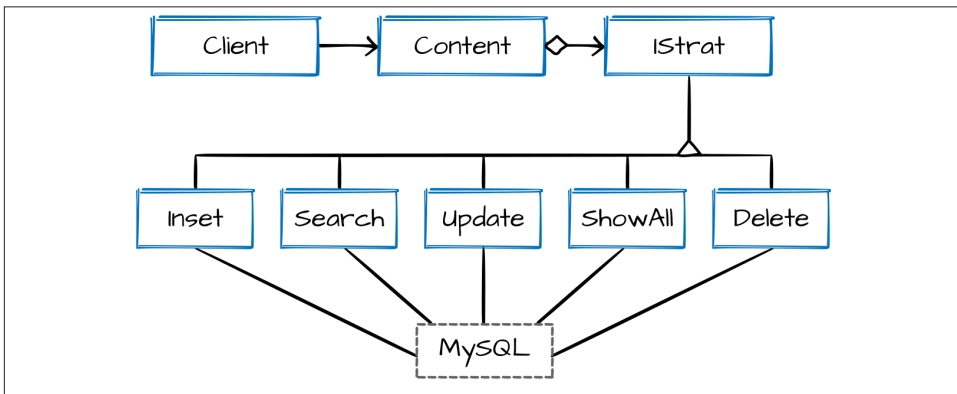 Client
Content
IStrat
Inset
Search
Update
ShowAll
Delete
MySQL